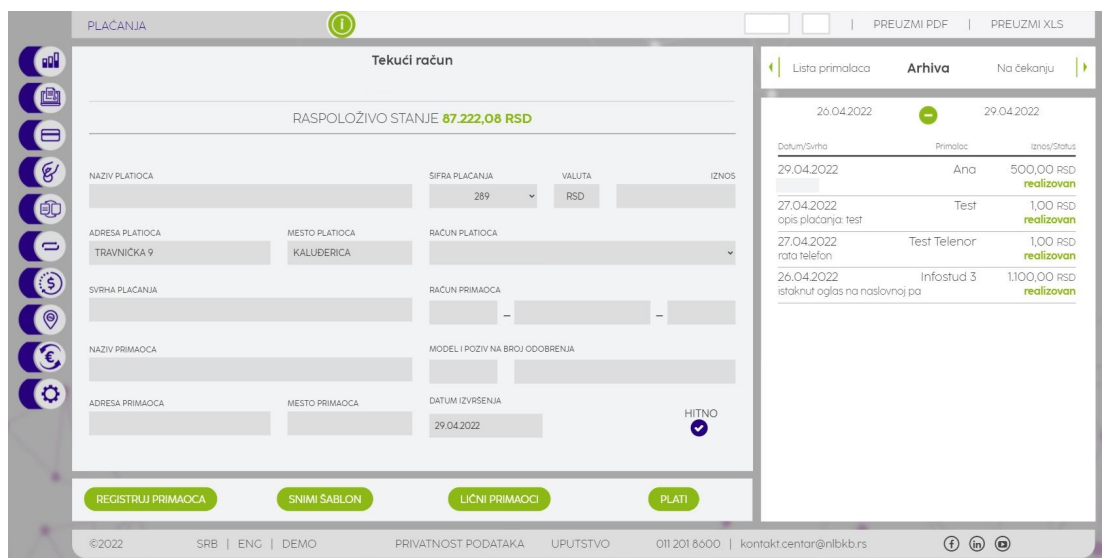 PLAĆANJA
| PREUZMI PDF | PREUZMI XLS
Tekući račun
RASPOLOŽIVO STANJE 87.222,08 RSD
NAZIV PLATIOCA
ŠIFRA PLAĆANJA VALUTA IZNOS
289 RSD
ADRESA PLATIOCA MESTO PLATIOCA RAČUN PLATIOCA
TRAVNIČKA 9 KALUĐERICA
SVRHA PLAĆANJA RAČUN PRIMAOCA
– –
NAZIV PRIMAOCA MODEL I POZIV NA BROJ ODOBRENJA
ADRESA PRIMAOCA MESTO PRIMAOCA DATUM IZVRŠENJA
HITNO
29.04.2022
REGISTRUJ PRIMAOCA SNIMI ŠABLON LIČNI PRIMAOCI PLATI
Lista primalaca Arhiva Na čekanju
26.04.2022 29.04.2022
Datum/Svrha Primalac Iznos/Status
29.04.2022 Ana 500,00 RSD
realizovan
27.04.2022 Test 1,00 RSD
opis plaćanja: test realizovan
27.04.2022 Test Telenor 1,00 RSD
rata telefon realizovan
26.04.2022 Infostud 3 1.100,00 RSD
istaknut oglas na naslovnoj pa realizovan
©2022 SRB | ENG | DEMO PRIVATNOST PODATAKA UPUTSTVO 011 201 8600 | kontakt.centar@nlbkb.rs